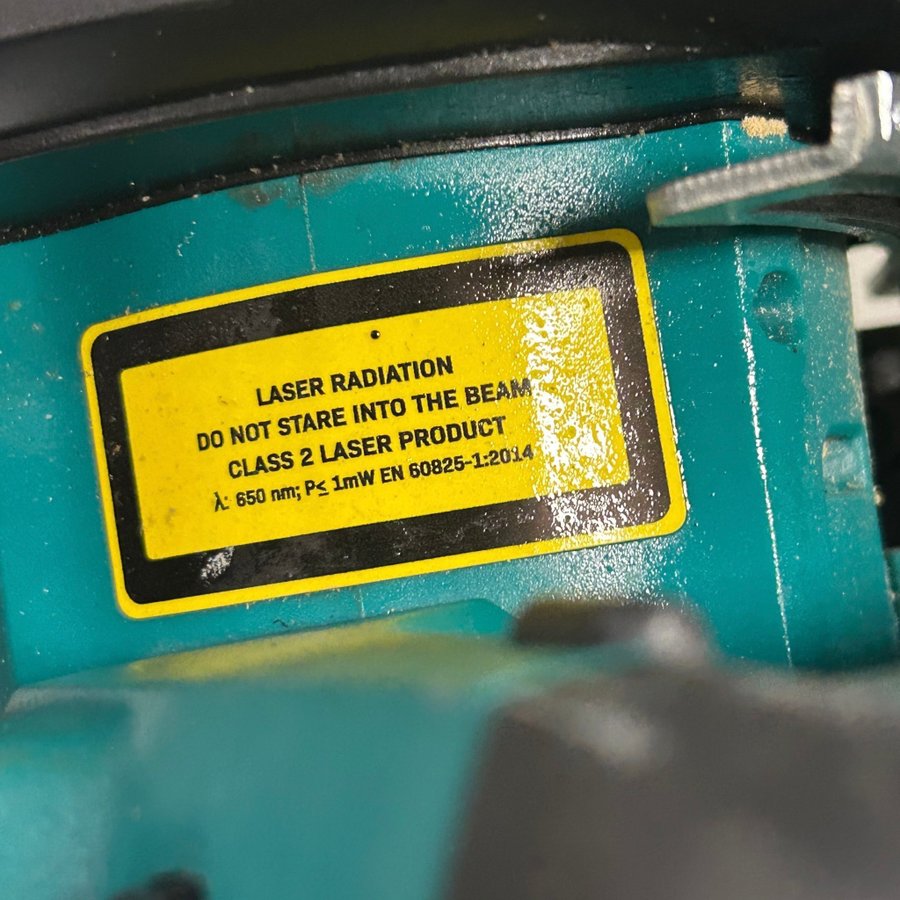 LASER RADIATION
DO NOT STARE INTO THE BEAM
CLASS 2 LASER PRODUCT
λ: 650 nm; P≤ 1mW EN 60825-1:2014